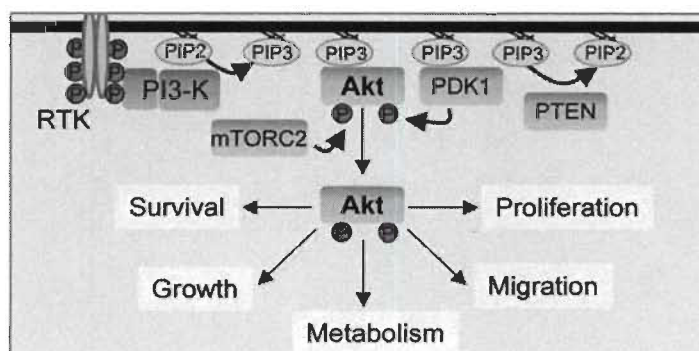 PIP2 PIP3 PIP3 PIP3 PIP3 PIP2
P P
P P
P P
PI3-K
RTK
Akt
PDK1
PTEN
P P
mTORC2
Survival
Akt
Proliferation
P P
Growth
Migration
Metabolism